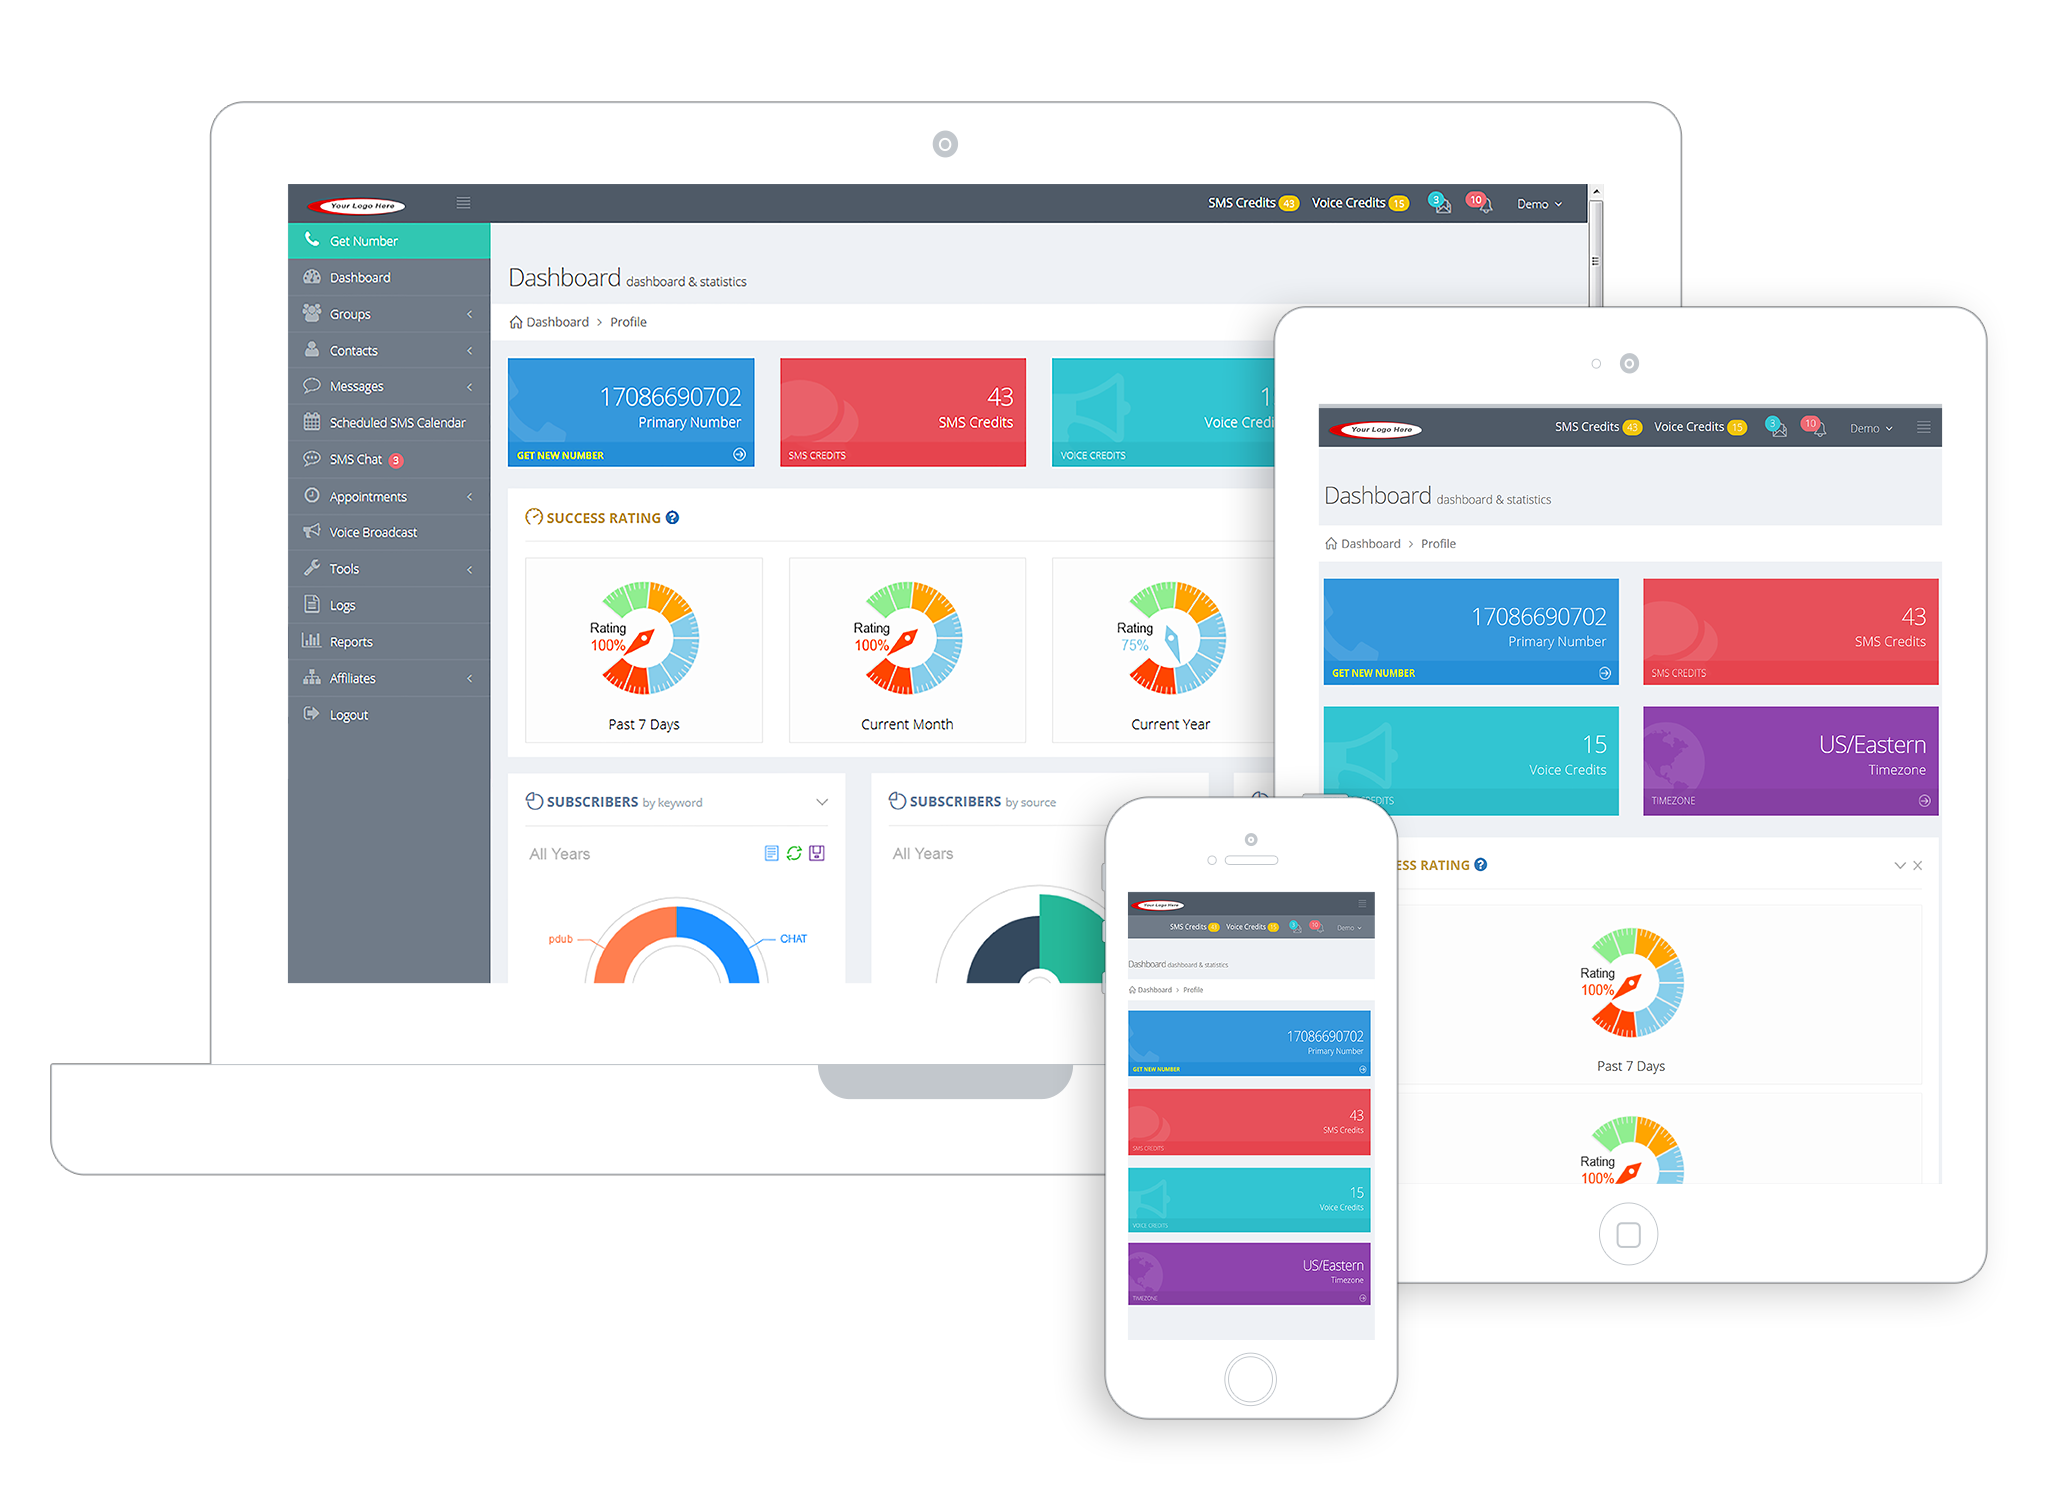 Your Logo Here
SMS Credits 43 Voice Credits 15 3 10 Demo
Get Number
Dashboard
Groups
Contacts
Messages
Scheduled SMS Calendar
SMS Chat 3
Appointments
Voice Broadcast
Tools
Logs
Reports
Affiliates
Logout
Dashboard dashboard & statistics
Dashboard > Profile
17086690702
Primary Number
GET NEW NUMBER
43
SMS Credits
SMS CREDITS
1
Voice Credi
VOICE CREDITS
SUCCESS RATING ?
Rating
100%
Past 7 Days
Rating
100%
Current Month
Rating
75%
Current Year
SUBSCRIBERS by keyword
All Years
pdub
CHAT
SUBSCRIBERS by source
All Years
Your Logo Here
SMS Credits 43 Voice Credits 15 3 10 Demo
Dashboard dashboard & statistics
Dashboard > Profile
17086690702
Primary Number
GET NEW NUMBER
43
SMS Credits
SMS CREDITS
15
Voice Credits
EDITS
US/Eastern
Timezone
TIMEZONE
ESS RATING ?
Rating
100%
Past 7 Days
Rating
100%
Your Logo Here
SMS Credits 43 Voice Credits 15 3 10 Demo
Dashboard dashboard & statistics
Dashboard > Profile
17086690702
Primary Number
GET NEW NUMBER
43
SMS Credits
SMS CREDITS
15
Voice Credits
VOICE CREDITS
US/Eastern
Timezone
TIMEZONE